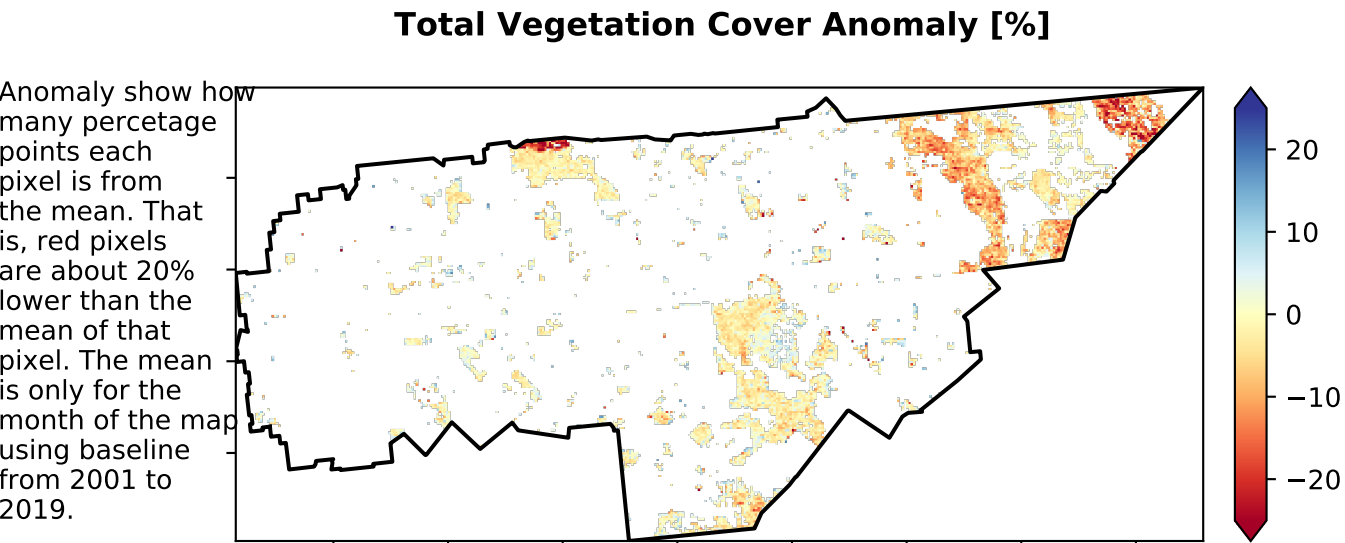 Total Vegetation Cover Anomaly [%]
Anomaly show how
many percetage
points each
pixel is from
the mean. That
is, red pixels
are about 20%
lower than the
mean of that
pixel. The mean
is only for the
month of the map
using baseline
from 2001 to
2019.
20
10
0
−10
−20